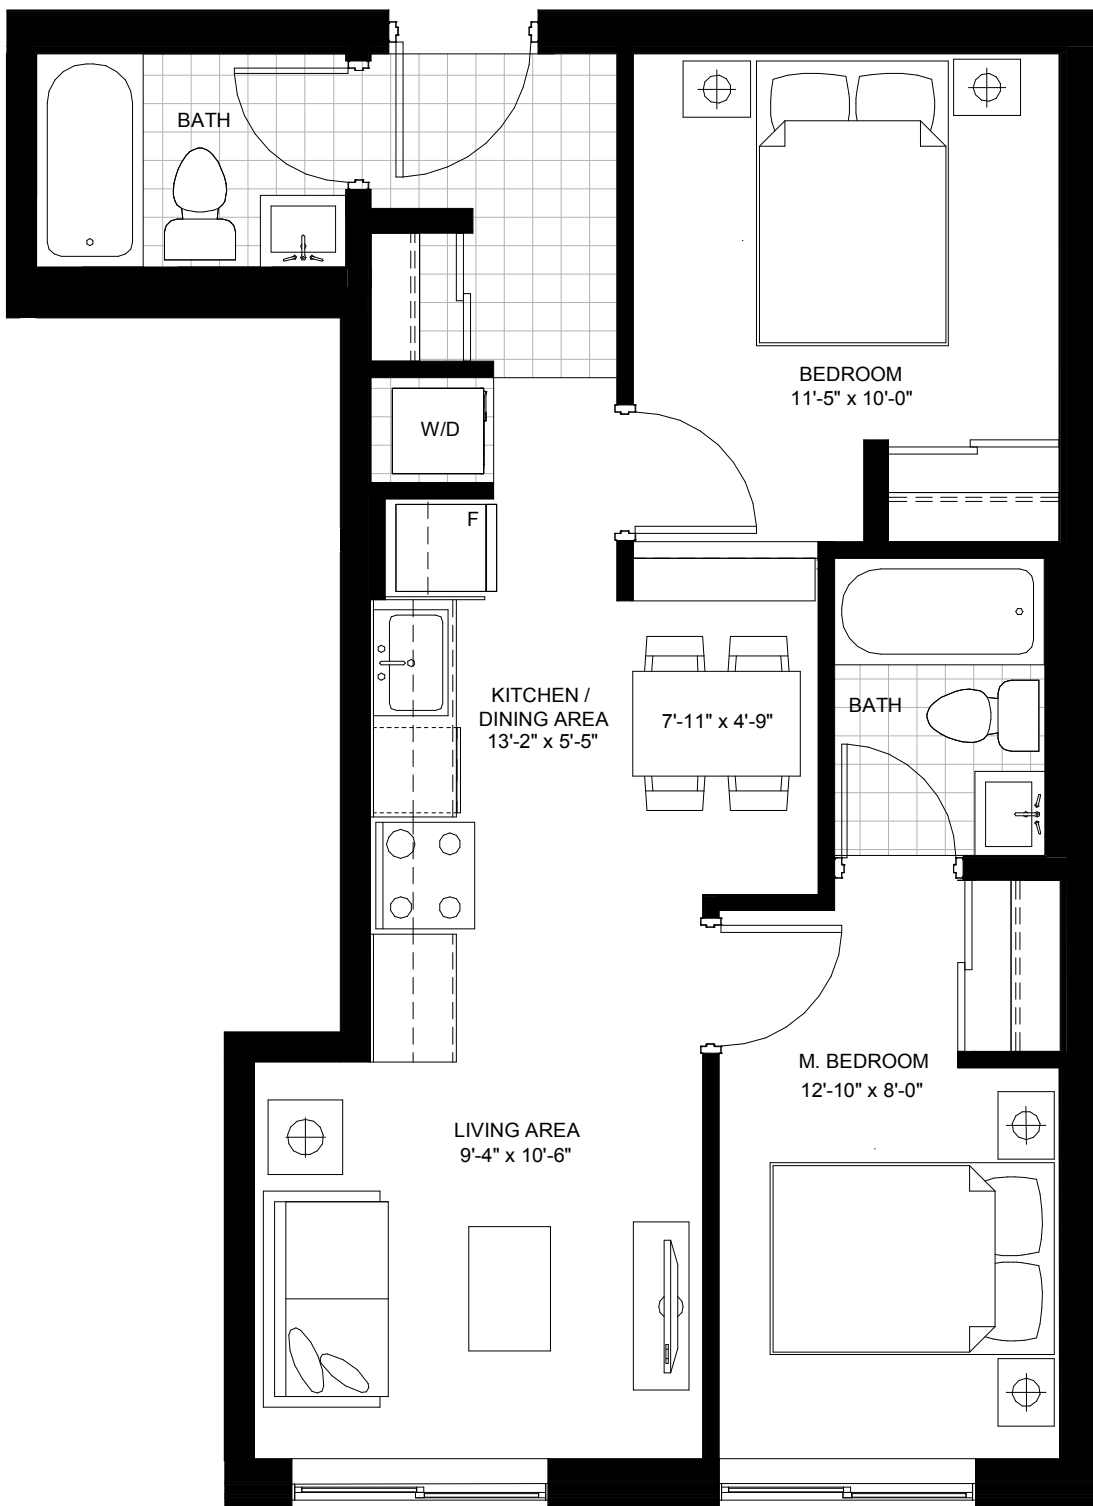 BATH
BEDROOM
11'-5" x 10'-0"
W/D
F
KITCHEN /
DINING AREA
13'-2" x 5'-5"
7'-11" x 4'-9"
BATH
M. BEDROOM
12'-10" x 8'-0"
LIVING AREA
9'-4" x 10'-6"